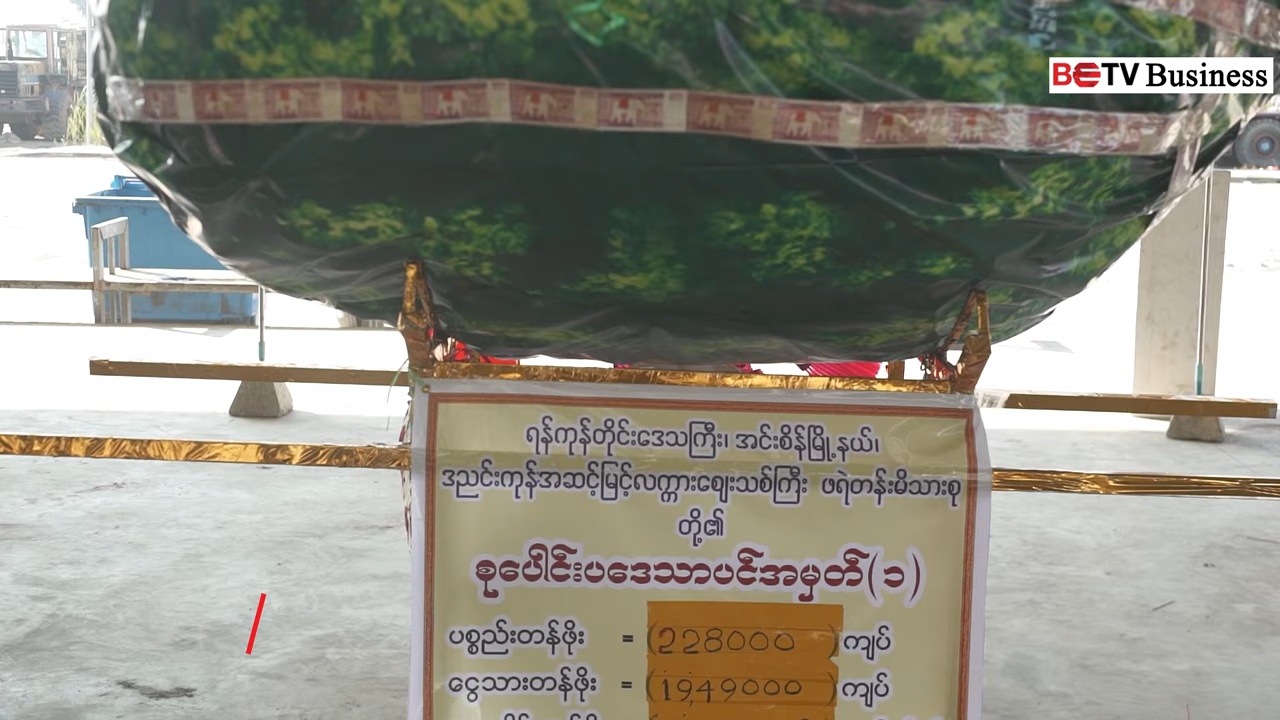 BETV Business
ရန်ကုန်တိုင်းဒေသကြီး၊ အင်းစိန်မြို့နယ်၊
ဒညင်းကုန်အဆင့်မြင့်လက္ကားဈေးသစ်ကြီး ဖရဲတန်းမိသားစု
တို့၏
စုပေါင်းပဒေသာပင်အမှတ်(၁)
ပစ္စည်းတန်ဖိုး = (228000) ကျပ်
ငွေသားတန်ဖိုး = (1949000) ကျပ်